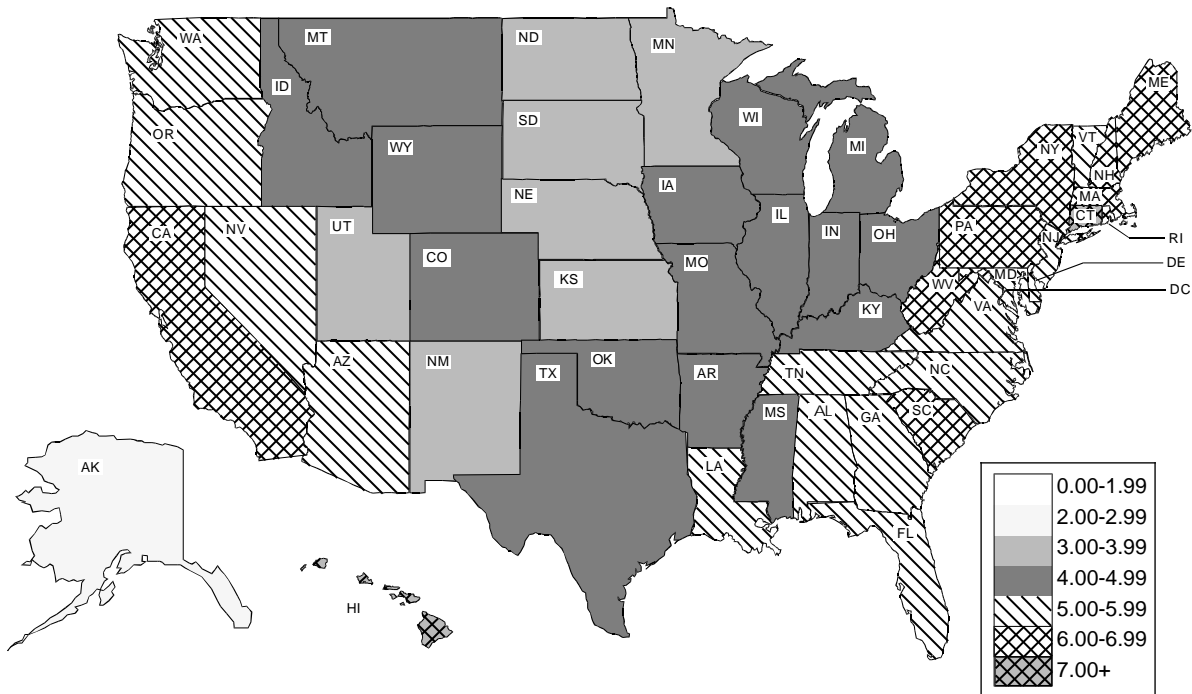 WA
MT
ND
MN
ME
ID
SD
WI
VT
OR
WY
MI
NY
NH
NE
IA
MA
CA
NV
UT
IL
IN
OH
PA
CT
RI
CO
MO
NJ
DE
KS
WV
MD
DC
KY
VA
AZ
NM
TX
OK
AR
TN
NC
MS
AL
GA
SC
AK
LA
FL
HI
0.00-1.99
2.00-2.99
3.00-3.99
4.00-4.99
5.00-5.99
6.00-6.99
7.00+